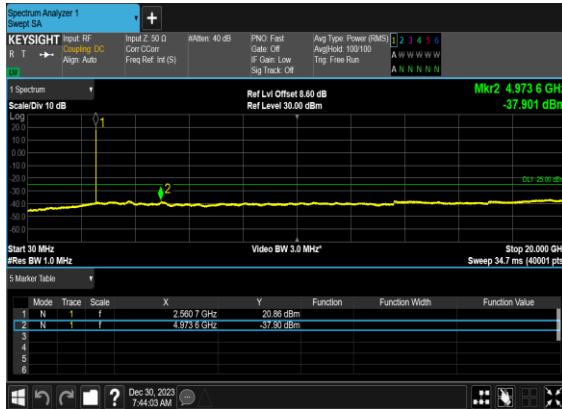 Spectrum Analyzer 1
Swept SA
+
KEYSIGHT Input: RF Input Z: 50 Ω #Atten: 40 dB PNO: Fast Avg Type: Power (RMS) 1 2 3 4 5 6
R T Coupling: DC Corr CCorr Gate: Off Avg|Hold: 100/100 A W W W W W
Align: Auto Freq Ref: Int (S) IF Gain: Low Trig: Free Run
Sig Track: Off A N N N N N
1 Spectrum
Ref Lvl Offset 8.60 dB Mkr2 4.973 6 GHz
Scale/Div 10 dB Ref Level 30.00 dBm -37.901 dBm
Log
20.0
10.0
0.00
-10.0
-20.0
-30.0
-40.0
-50.0
-60.0
1
2
DL1 -25.00 dBm
Start 30 MHz Video BW 3.0 MHz* Stop 20.000 GHz
#Res BW 1.0 MHz Sweep 34.7 ms (40001 pts)
5 Marker Table
Mode Trace Scale X Y Function Function Width Function Value
1 N 1 f 2.560 7 GHz 20.86 dBm
2 N 1 f 4.973 6 GHz -37.90 dBm
3
4
5
6
? Dec 30, 2023
7:44:03 AM